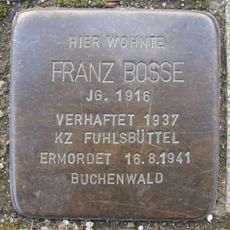 HIER WOHNTE
FRANZ BOSSE
JG. 1916
VERHAFTET 1937
KZ FUHLSBÜTTEL
ERMORDET 16.8.1941
BUCHENWALD